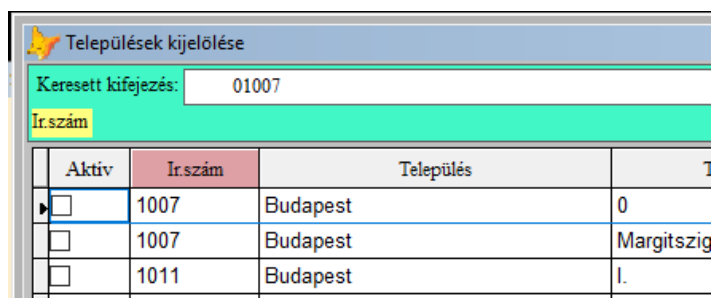 Települések kijelölése
Keresett kifejezés: 01007
Ir.szám
Aktív Ir.szám Település
1007 Budapest 0
1007 Budapest Margitszig
1011 Budapest I.